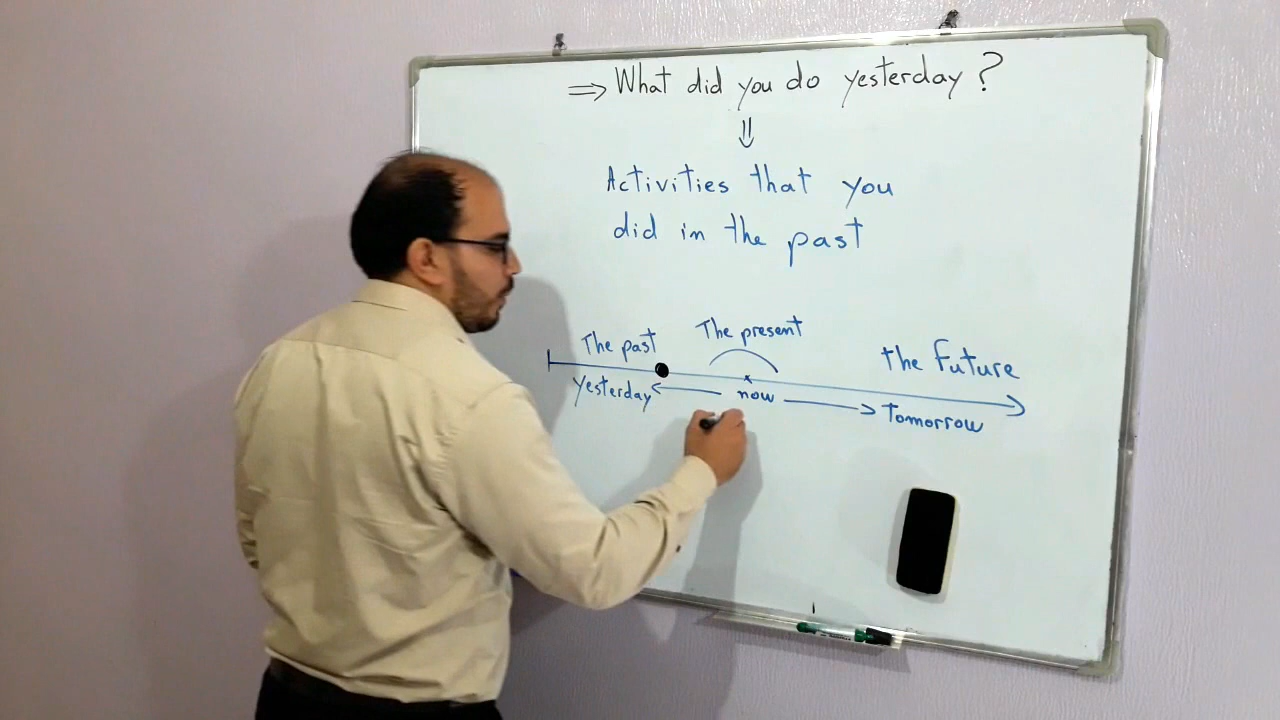 ⇒ What did you do yesterday ?
Activities that you
did in the past
The past The present the Future
yesterday now tomorrow